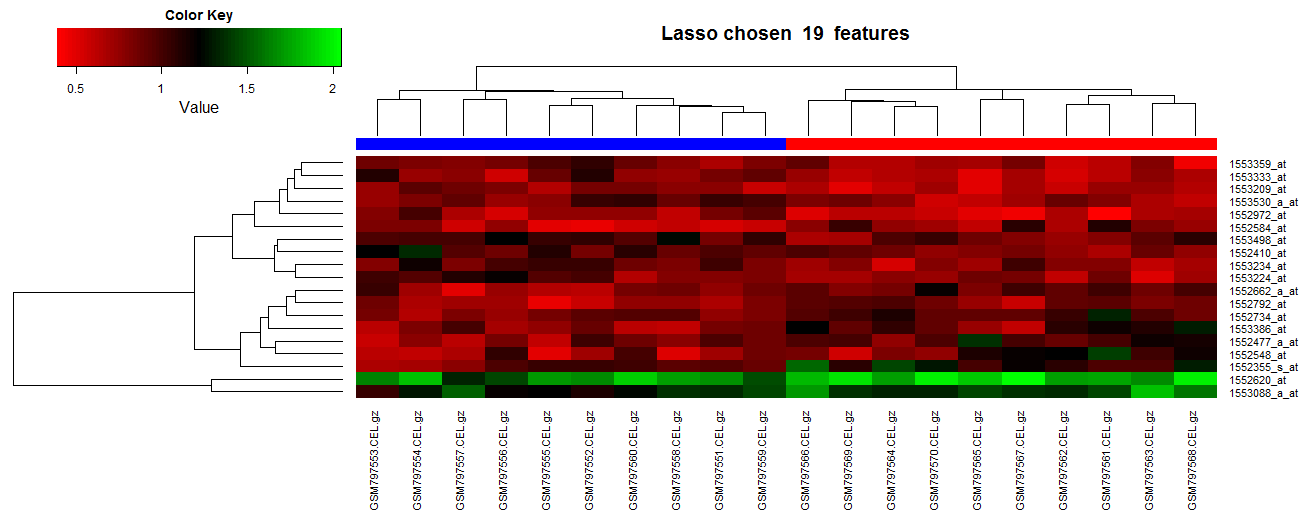 Color Key
0.5 1 1.5 2
Value
Lasso chosen 19 features
1553359_at
1553333_at
1553209_at
1553530_a_at
1552972_at
1552584_at
1553498_at
1552410_at
1553234_at
1553224_at
1552662_a_at
1552792_at
1552734_at
1553386_at
1552477_a_at
1552548_at
1552355_s_at
1552620_at
1553088_a_at
GSM797553.CEL.gz
GSM797554.CEL.gz
GSM797557.CEL.gz
GSM797556.CEL.gz
GSM797555.CEL.gz
GSM797552.CEL.gz
GSM797560.CEL.gz
GSM797558.CEL.gz
GSM797551.CEL.gz
GSM797559.CEL.gz
GSM797566.CEL.gz
GSM797569.CEL.gz
GSM797564.CEL.gz
GSM797570.CEL.gz
GSM797565.CEL.gz
GSM797567.CEL.gz
GSM797562.CEL.gz
GSM797561.CEL.gz
GSM797563.CEL.gz
GSM797568.CEL.gz